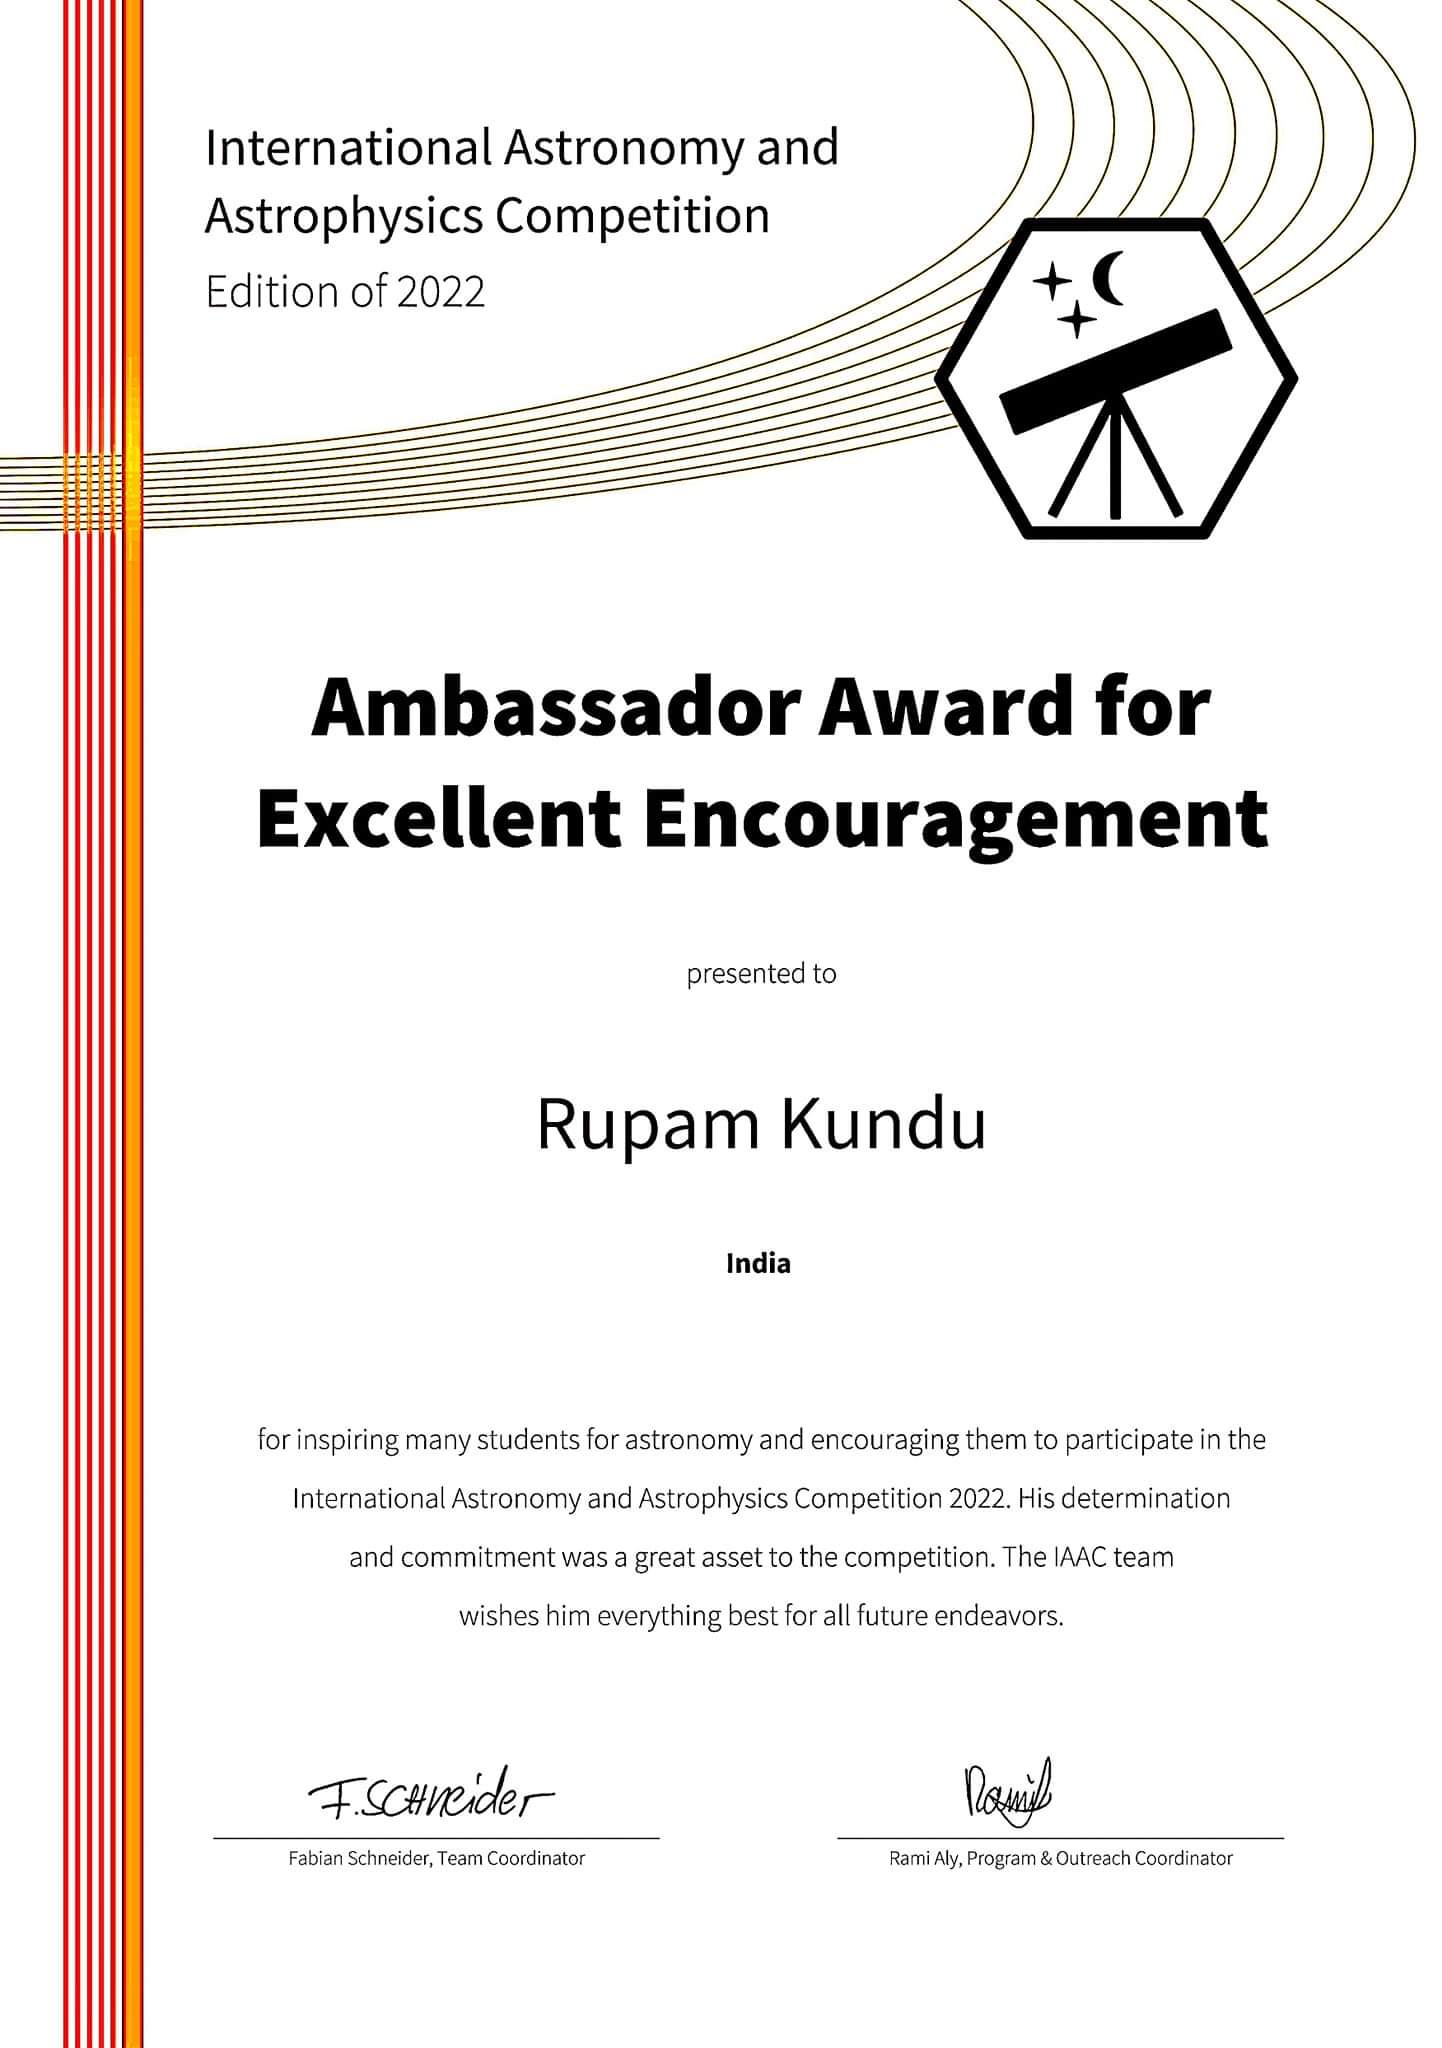 International Astronomy and
Astrophysics Competition
Edition of 2022
Ambassador Award for
Excellent Encouragement
presented to
Rupam Kundu
India
for inspiring many students for astronomy and encouraging them to participate in the
International Astronomy and Astrophysics Competition 2022. His determination
and commitment was a great asset to the competition. The IAAC team
wishes him everything best for all future endeavors.
F.SCHneider
Fabian Schneider, Team Coordinator
Rami Aly, Program & Outreach Coordinator